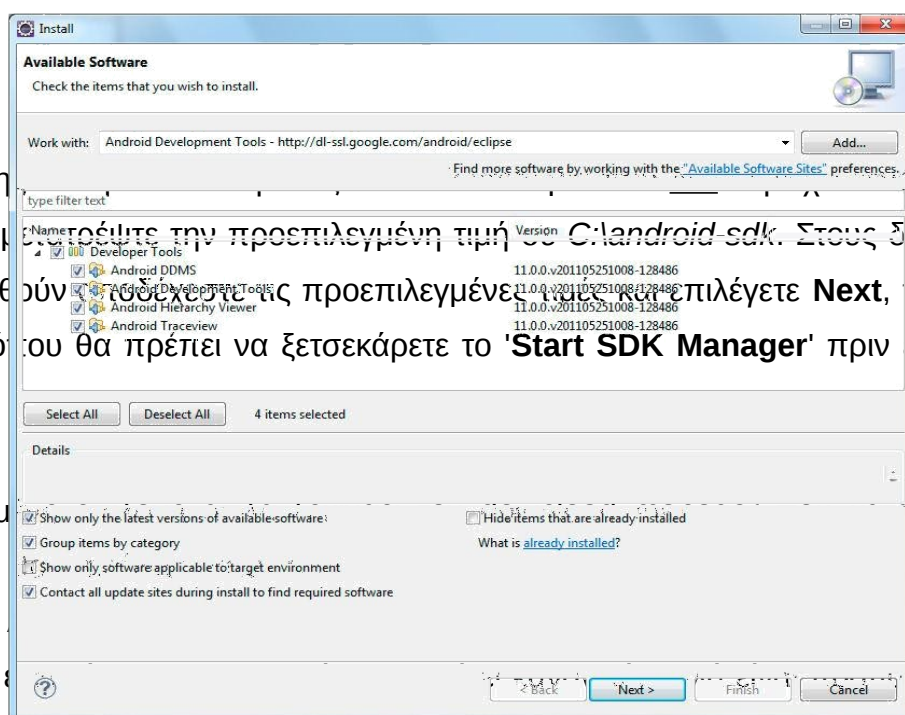 Install
Available Software
Check the items that you wish to install.
Work with: Android Development Tools - http://dl-ssl.google.com/android/eclipse Add...
Find more software by working with the "Available Software Sites" preferences.
type filter text
Name Version
την προεπιλεγμένη τιμή σε C:\android-sdk. Στους
Developer Tools
Android DDMS 11.0.0.v201105251008-128486
Android Development Tools 11.0.0.v201105251008-128486
αποδέχεστε τις προεπιλεγμένες τιμές και επιλέγετε Next,
Android Hierarchy Viewer 11.0.0.v201105251008-128486
Android Traceview 11.0.0.v201105251008-128486
θα πρέπει να ξετσεκάρετε το 'Start SDK Manager' πριν
Select All Deselect All 4 items selected
Details
Show only the latest versions of available software Hide items that are already installed
Group items by category What is already installed?
Show only software applicable to target environment
Contact all update sites during install to find required software
? < Back Next > Finish Cancel